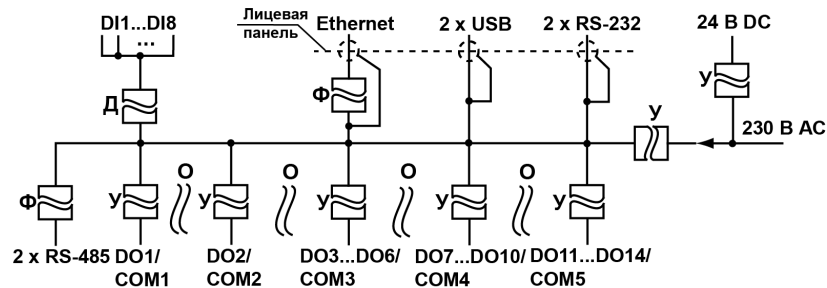 Лицевая
панель
DI1...DI8
...
Ethernet
2 x USB
2 x RS-232
24 В DC
Д
Ф
У
У
230 В AC
Ф
У
О
У
О
У
О
У
О
У
2 x RS-485
DO1/
COM1
DO2/
COM2
DO3...DO6/
COM3
DO7...DO10/
COM4
DO11...DO14/
COM5